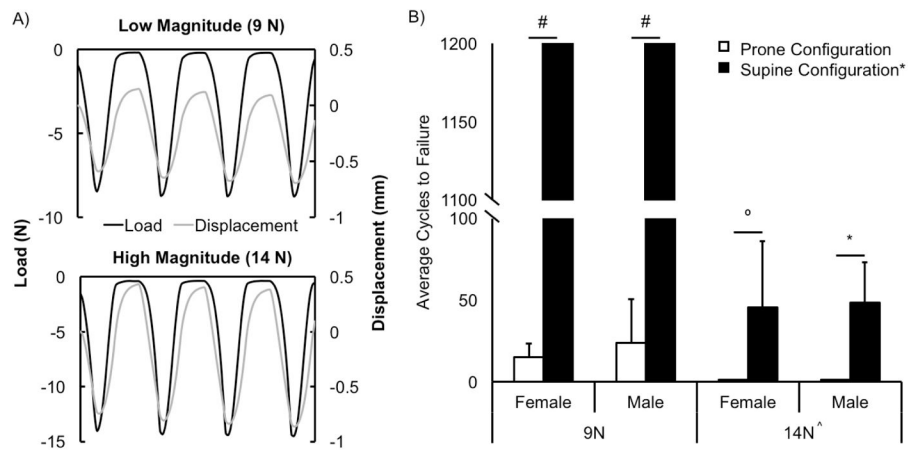 A)
Low Magnitude (9 N)
0
-5
-10
0.5
0
-0.5
-1
Load
Displacement
High Magnitude (14 N)
0
-5
-10
-15
0.5
0
-0.5
-1
Load (N)
Displacement (mm)
B)
Average Cycles to Failure
1200
1150
1100
100
50
0
#
#
o
*
Prone Configuration
Supine Configuration*
Female
Male
Female
Male
9N
14N^